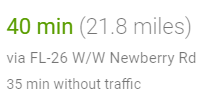 40 min (21.8 miles)
via FL-26 W/W Newberry Rd
35 min without traffic